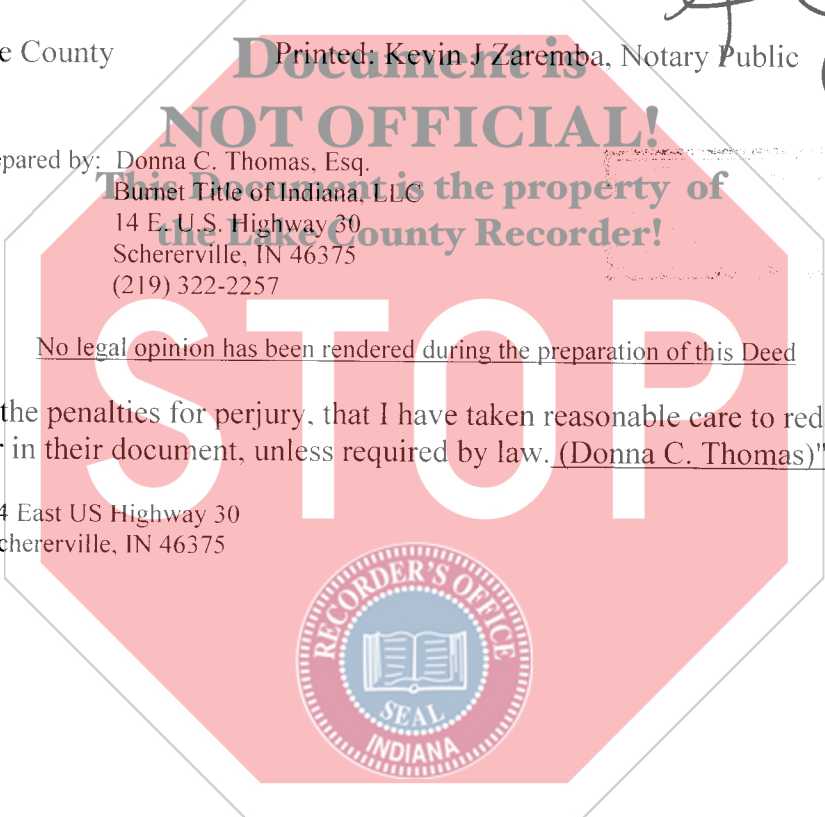 e County
Printed: Kevin J Zaremba, Notary Public
Document is
NOT OFFICIAL!
This Document is the property of
the Lake County Recorder!
epared by: Donna C. Thomas, Esq.
Burnet Title of Indiana, LLC
14 E. U.S. Highway 30
Schererville, IN 46375
(219) 322-2257
No legal opinion has been rendered during the preparation of this Deed
the penalties for perjury, that I have taken reasonable care to red
r in their document, unless required by law. (Donna C. Thomas)"
STOP
4 East US Highway 30
chererville, IN 46375
RECORDER'S OFFICE
SEAL
INDIANA